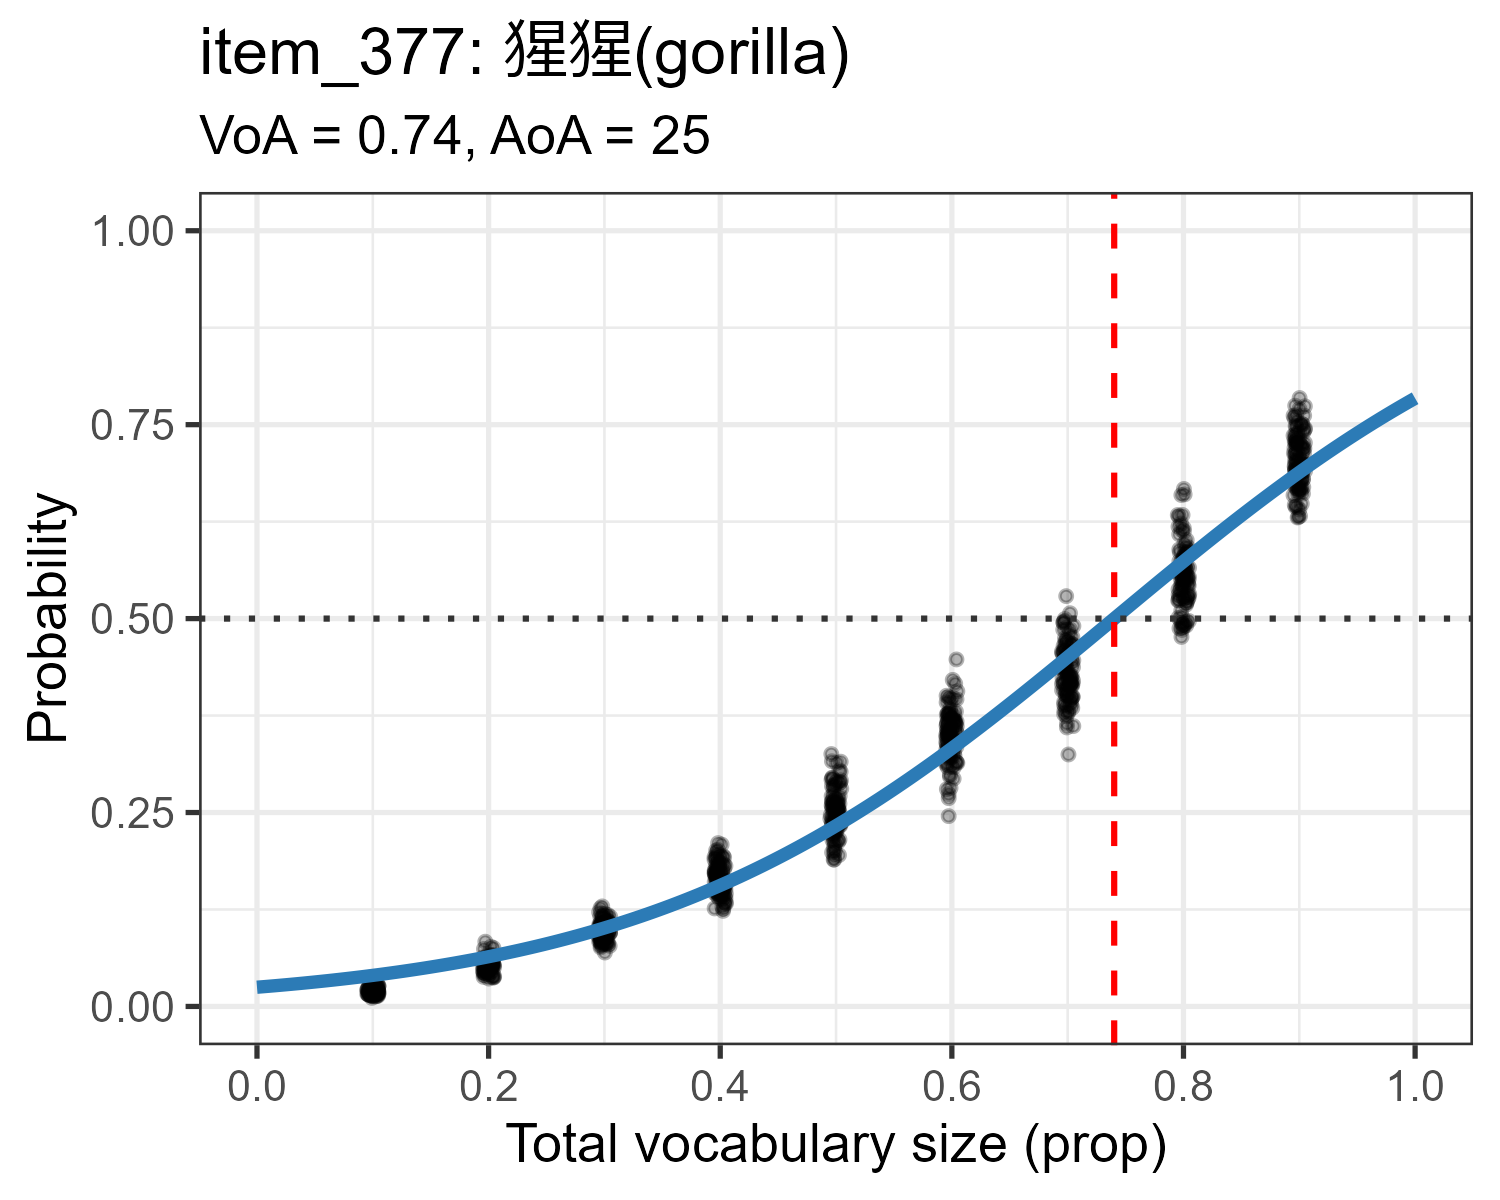 item_377: 猩猩(gorilla)
VoA = 0.74, AoA = 25
1.00
0.75
0.50
0.25
0.00
Probability
0.0 0.2 0.4 0.6 0.8 1.0
Total vocabulary size (prop)